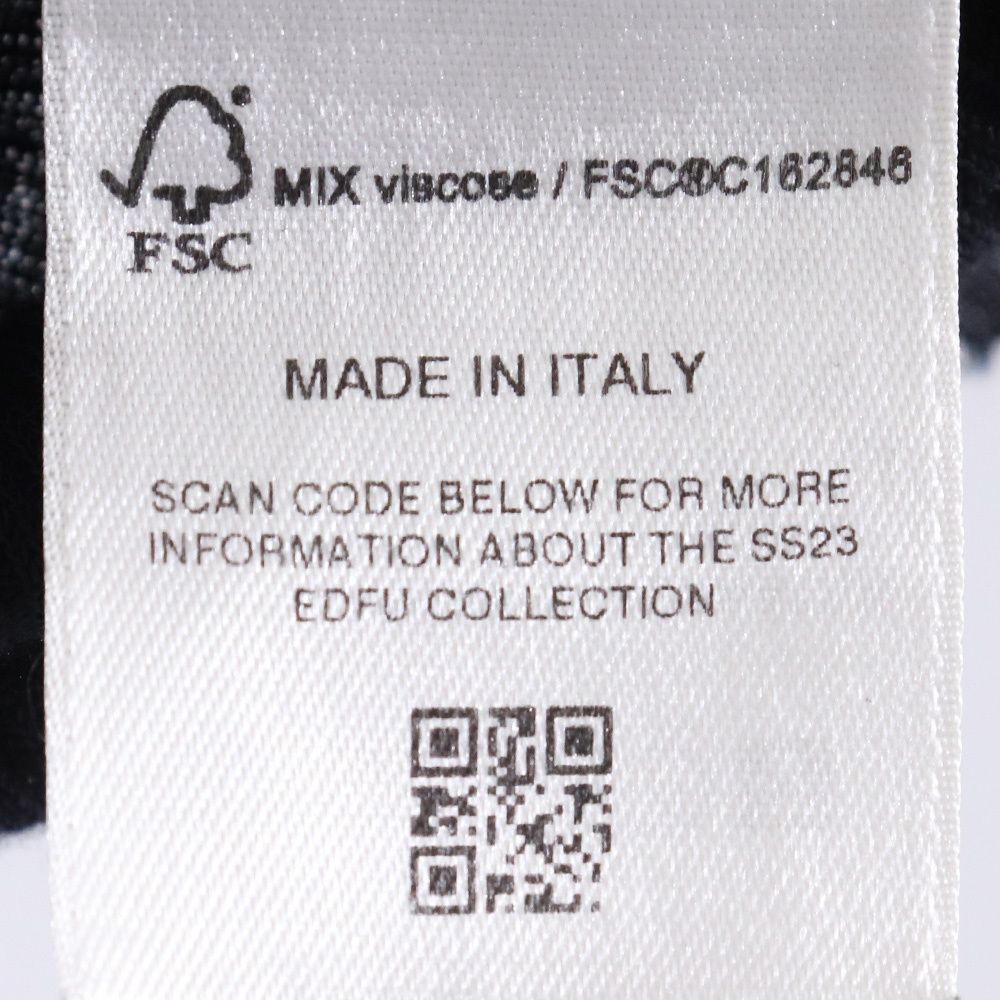 MIX viscose / FSC®C162846
FSC
MADE IN ITALY
SCAN CODE BELOW FOR MORE
INFORMATION ABOUT THE SS23
EDFU COLLECTION